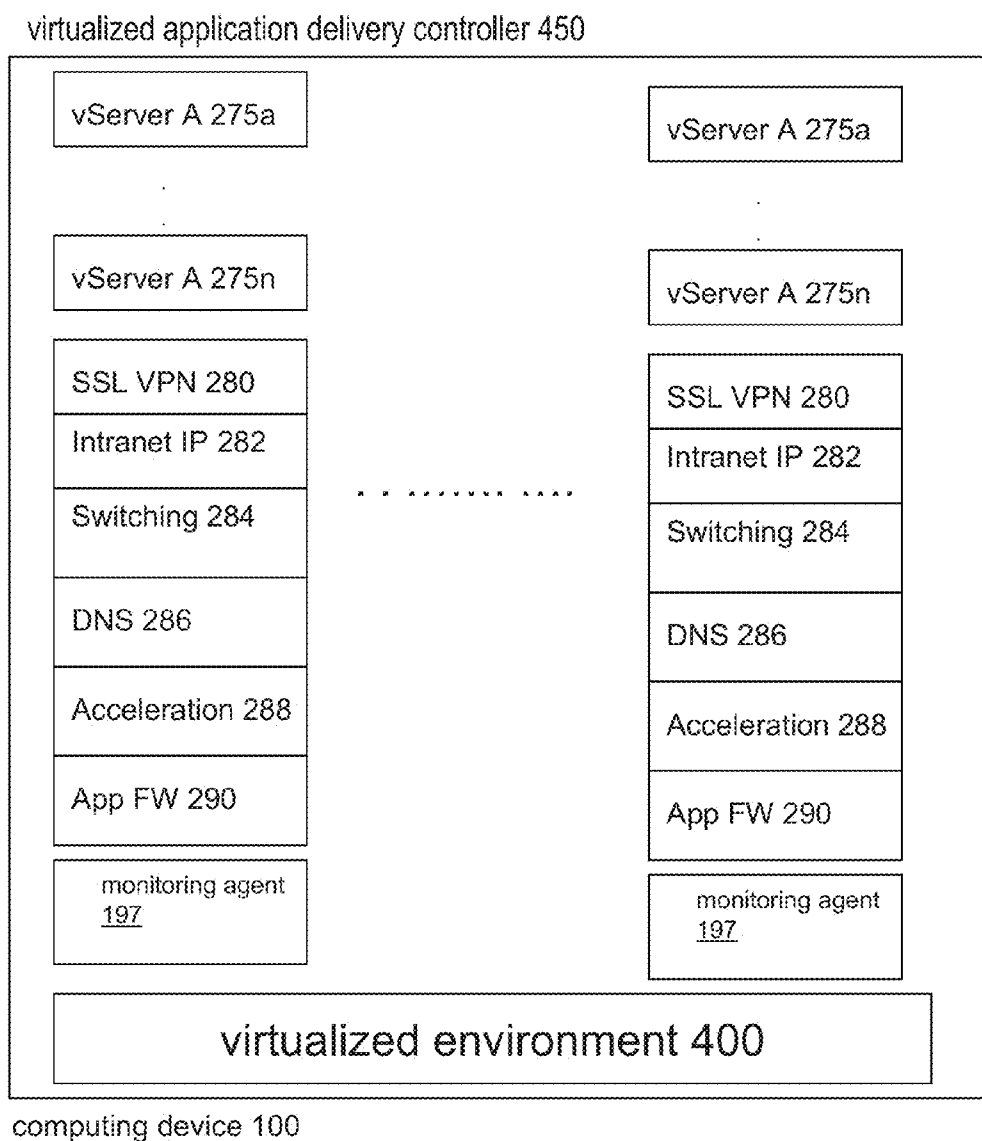 virtualized application delivery controller 450
vServer A 275a
vServer A 275n
SSL VPN 280
Intranet IP 282
Switching 284
DNS 286
Acceleration 288
App FW 290
monitoring agent
197
vServer A 275a
vServer A 275n
SSL VPN 280
Intranet IP 282
Switching 284
DNS 286
Acceleration 288
App FW 290
monitoring agent
197
virtualized environment 400
computing device 100